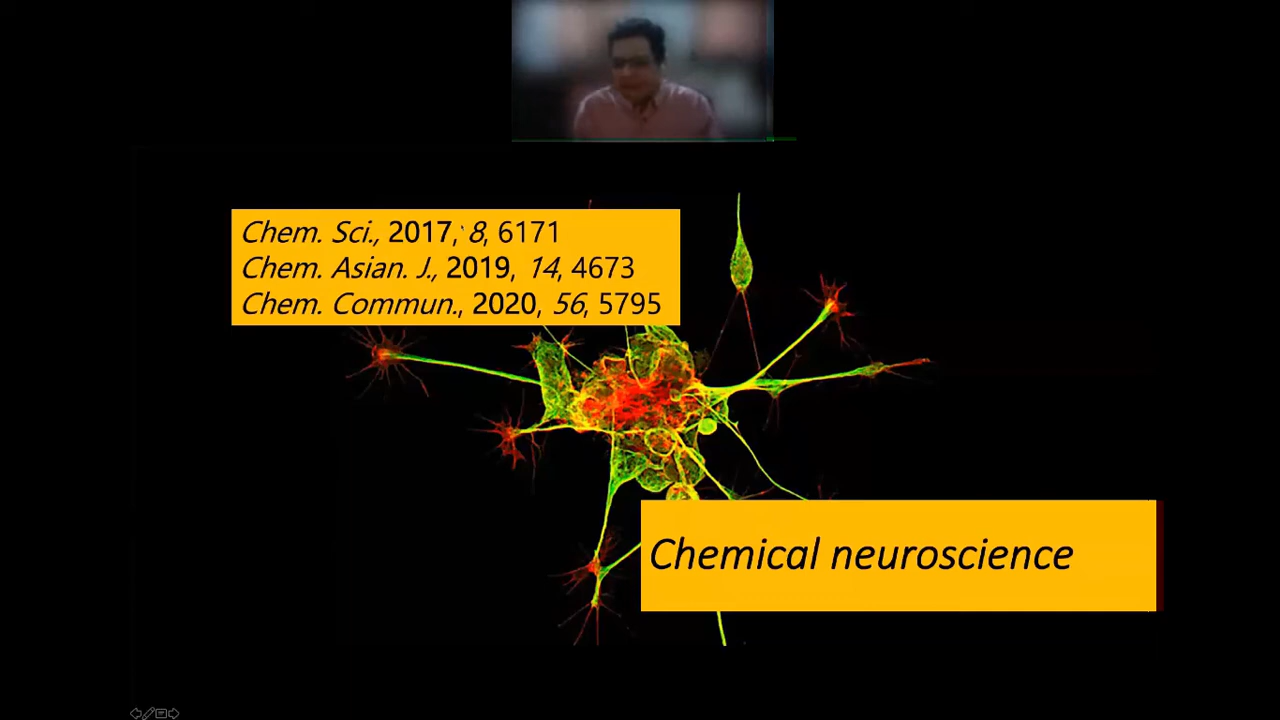 Chem. Sci., 2017, 8, 6171
Chem. Asian. J., 2019, 14, 4673
Chem. Commun., 2020, 56, 5795
Chemical neuroscience